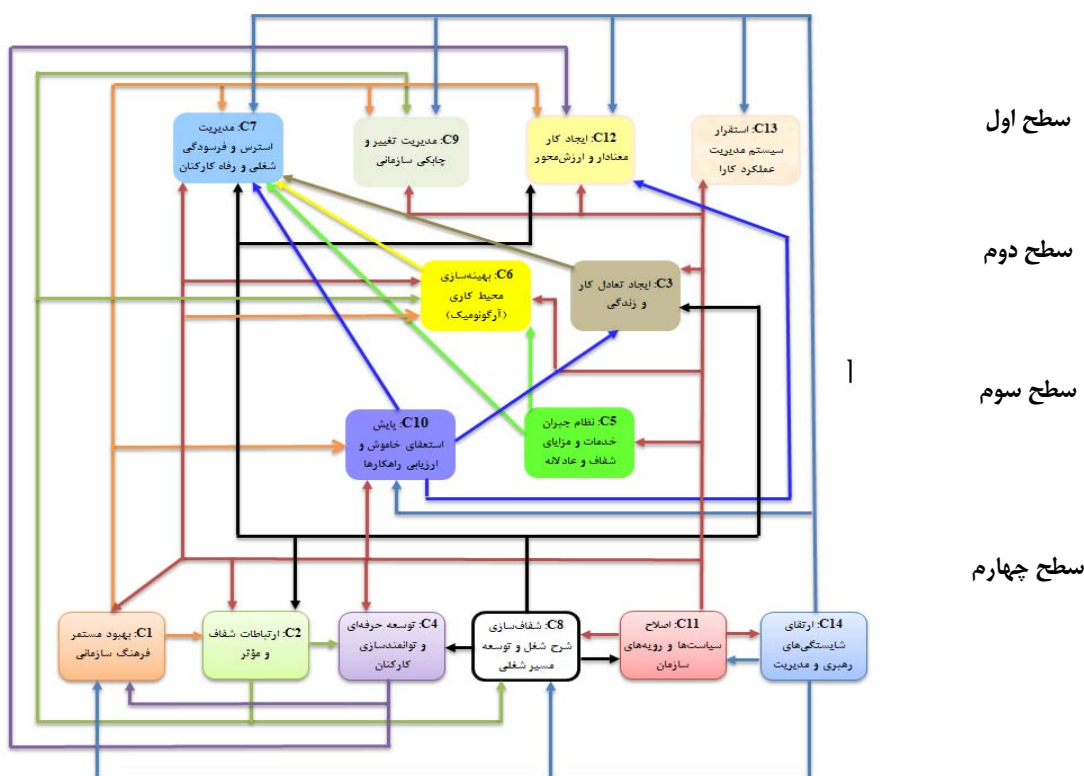 سطح اول
C7: مدیریت
استرس و فرسودگی
شغلی و رفاه کارکنان
C9: مدیریت تغییر و
چابکی سازمانی
C12: ایجاد کار
معنادار و ارزش‌محور
C13: استقرار
سیستم مدیریت
عملکرد کارا
سطح دوم
C6: بهینه‌سازی
محیط کاری
(ارگونومیک)
C3: ایجاد تعادل کار
و زندگی
سطح سوم
آ
C10: پایش
استعفای خاموش و
ارزیابی راهکارها
C5: نظام جبران
خدمات و مزایای
شفاف و عادلانه
سطح چهارم
C1: بهبود مستمر
فرهنگ سازمانی
C2: ارتباطات شفاف
و مؤثر
C4: توسعه حرفه‌ای
و توانمندسازی
کارکنان
C8: شفاف‌سازی
شرح شغل و توسعه
مسیر شغلی
C11: اصلاح
سیاست‌ها و رویه‌های
سازمان
C14: ارتقای
شایستگی‌های
رهبری و مدیریت